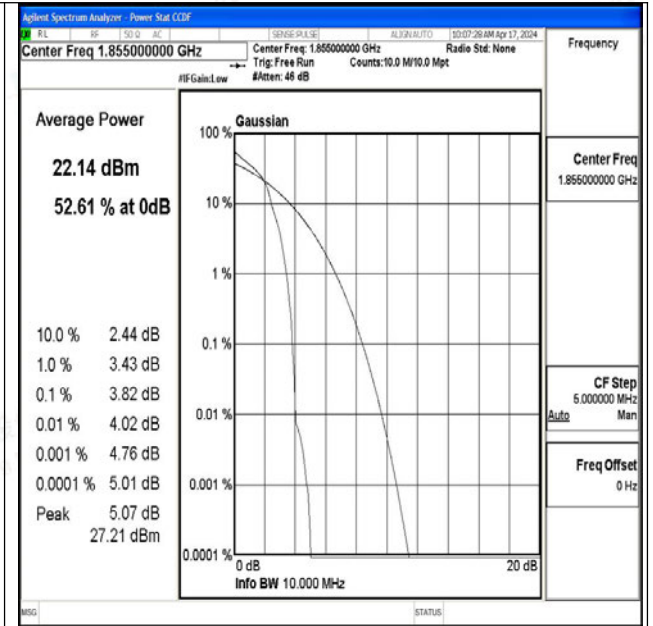 Agilent Spectrum Analyzer - Power Stat CCDF
RL RF 50 Ω AC SENSE:PULSE ALIGN AUTO 10:07:28 AM Apr 17, 2024
Center Freq 1.855000000 GHz
Center Freq: 1.855000000 GHz Radio Std: None
Trig: Free Run Counts:10.0 M/10.0 Mpt
#IFGain:Low #Atten: 46 dB
Frequency
Average Power
22.14 dBm
52.61 % at 0dB
10.0 % 2.44 dB
1.0 % 3.43 dB
0.1 % 3.82 dB
0.01 % 4.02 dB
0.001 % 4.76 dB
0.0001 % 5.01 dB
Peak 5.07 dB
27.21 dBm
Gaussian
100 %
10 %
1 %
0.1 %
0.01 %
0.001 %
0.0001 %
0 dB 20 dB
Info BW 10.000 MHz
Center Freq
1.855000000 GHz
CF Step
5.000000 MHz
Auto Man
Freq Offset
0 Hz
MSG STATUS